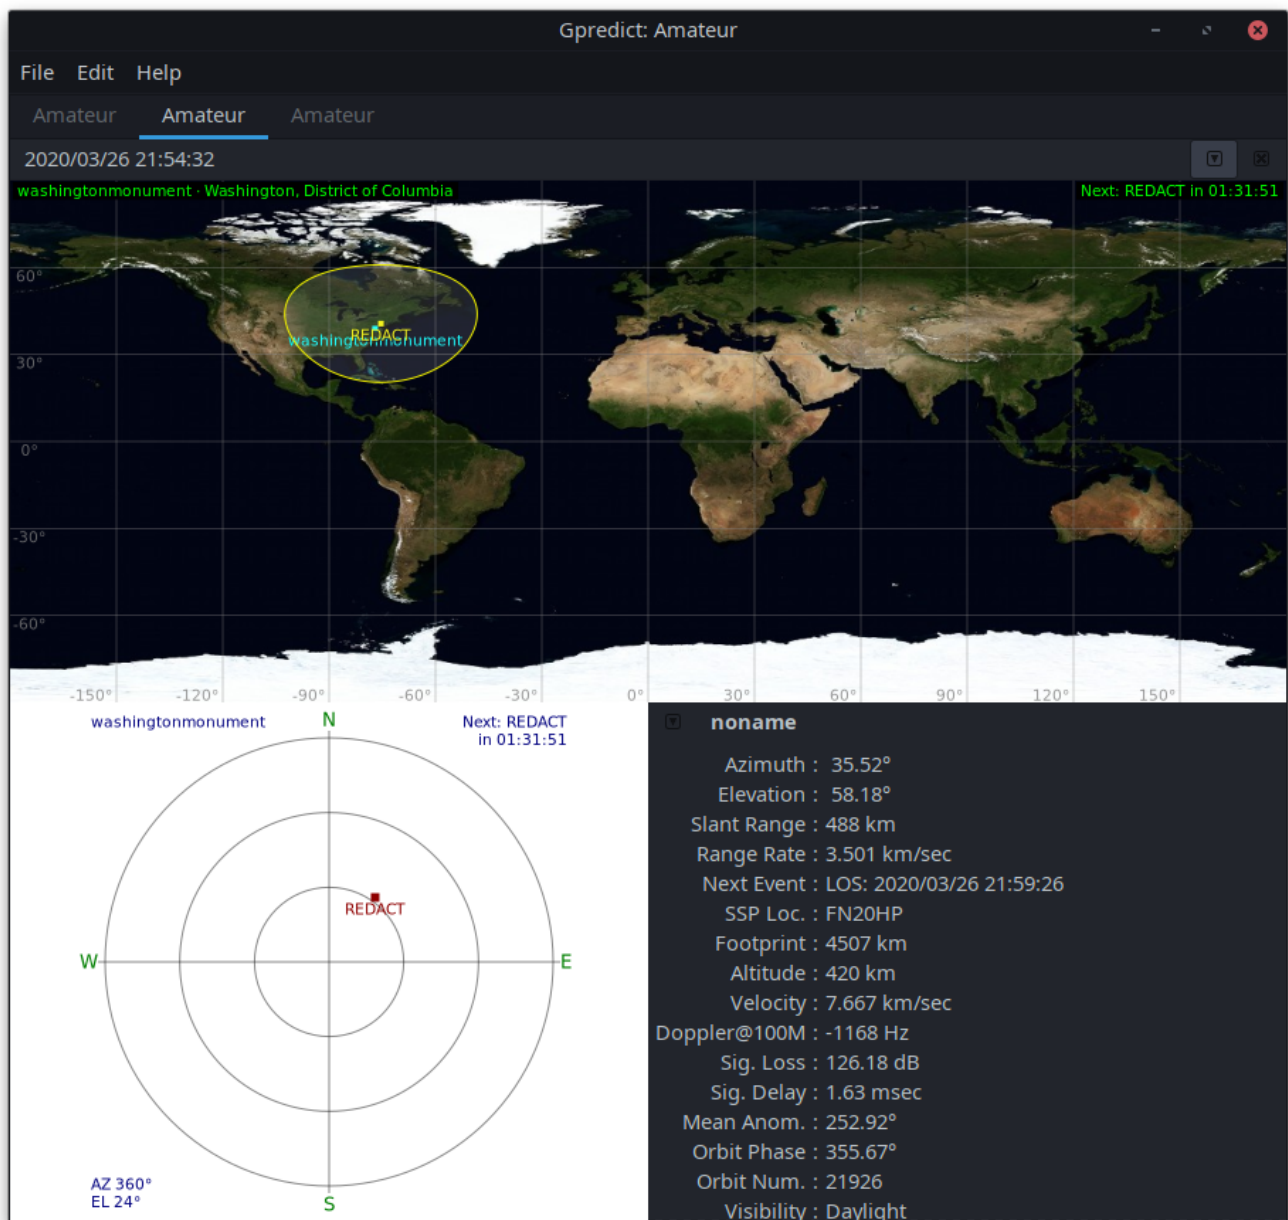 Gpredict: Amateur
File Edit Help
Amateur Amateur Amateur
2020/03/26 21:54:32
washingtonmonument · Washington, District of Columbia
Next: REDACT in 01:31:51
60°
REDACT
washingtonmonument
30°
0°
-30°
-60°
-150° -120° -90° -60° -30° 0° 30° 60° 90° 120° 150°
washingtonmonument
N
Next: REDACT
in 01:31:51
REDACT
W
E
AZ 360°
EL 24°
S
noname
Azimuth : 35.52°
Elevation : 58.18°
Slant Range : 488 km
Range Rate : 3.501 km/sec
Next Event : LOS: 2020/03/26 21:59:26
SSP Loc. : FN20HP
Footprint : 4507 km
Altitude : 420 km
Velocity : 7.667 km/sec
Doppler@100M : -1168 Hz
Sig. Loss : 126.18 dB
Sig. Delay : 1.63 msec
Mean Anom. : 252.92°
Orbit Phase : 355.67°
Orbit Num. : 21926
Visibility : Daylight